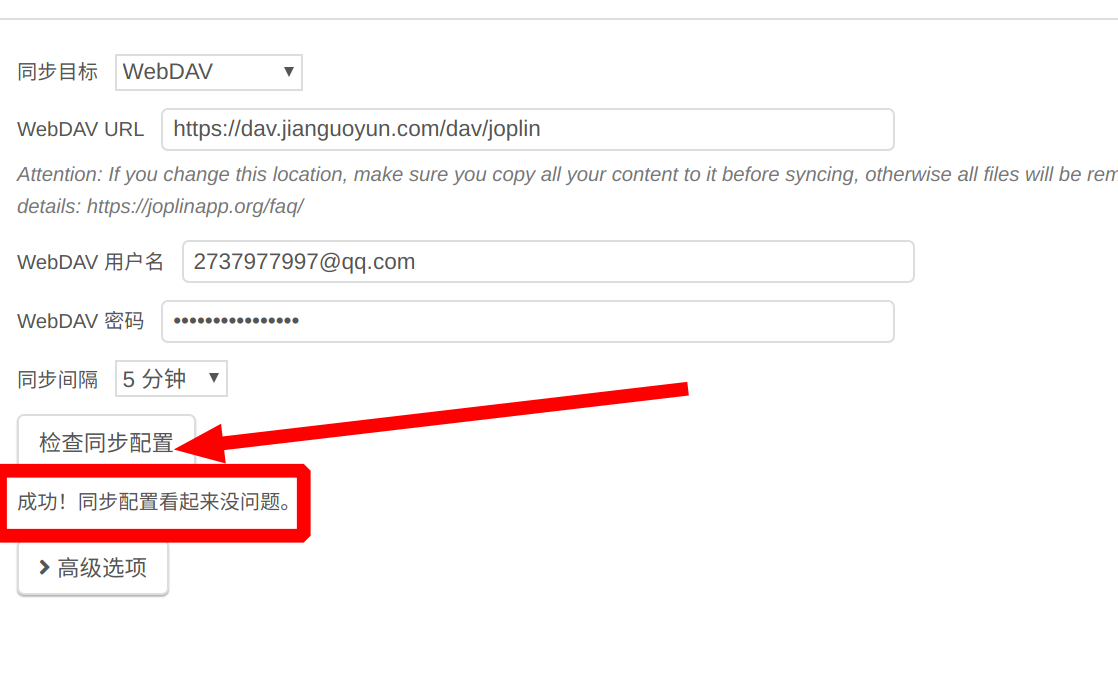 同步目标 WebDAV
WebDAV URL https://dav.jianguoyun.com/dav/joplin
Attention: If you change this location, make sure you copy all your content to it before syncing, otherwise all files will be rem
details: https://joplinapp.org/faq/
WebDAV 用户名 2737977997@qq.com
WebDAV 密码 ••••••••••••••••
同步间隔 5 分钟
检查同步配置
成功！同步配置看起来没问题。
高级选项